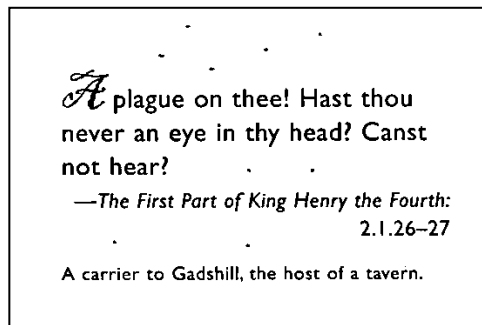 A plague on thee! Hast thou
never an eye in thy head? Canst
not hear?
—The First Part of King Henry the Fourth:
2.1.26–27
A carrier to Gadshill, the host of a tavern.